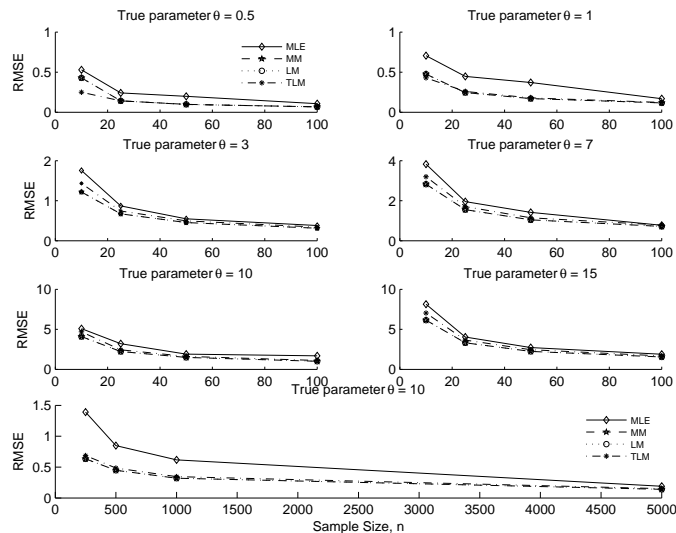 True parameter θ = 0.5
True parameter θ = 1
RMSE
1
0.5
0
0 20 40 60 80 100
MLE
MM
LM
TLM
1
0.5
0
0 20 40 60 80 100
True parameter θ = 3
True parameter θ = 7
RMSE
2
1
0
0 20 40 60 80 100
4
2
0
0 20 40 60 80 100
True parameter θ = 10
True parameter θ = 15
RMSE
10
5
0
0 20 40 60 80 100
10
5
0
0 20 40 60 80 100
True parameter θ = 10
RMSE
1.5
1
0.5
0
0 500 1000 1500 2000 2500 3000 3500 4000 4500 5000
MLE
MM
LM
TLM
Sample Size, n